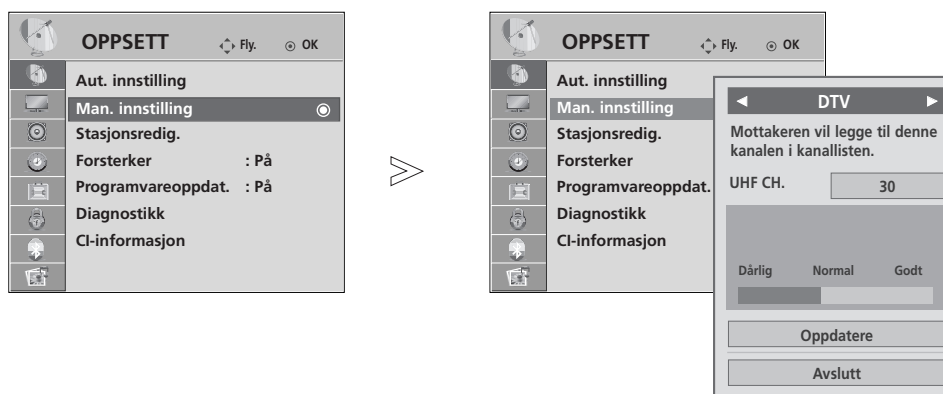 OPPSETT Fly. OK
Aut. innstilling
Man. innstilling
Stasjonsredig.
Forsterker : På
Programvareoppdat. : På
Diagnostikk
CI-informasjon
OPPSETT Fly. OK
Aut. innstilling
Man. innstilling
Stasjonsredig.
Forsterker
Programvareoppdat.
Diagnostikk
CI-informasjon
◄ DTV ►
Mottakeren vil legge til denne
kanalen i kanallisten.
UHF CH. 30
Dårlig Normal Godt
Oppdatere
Avslutt